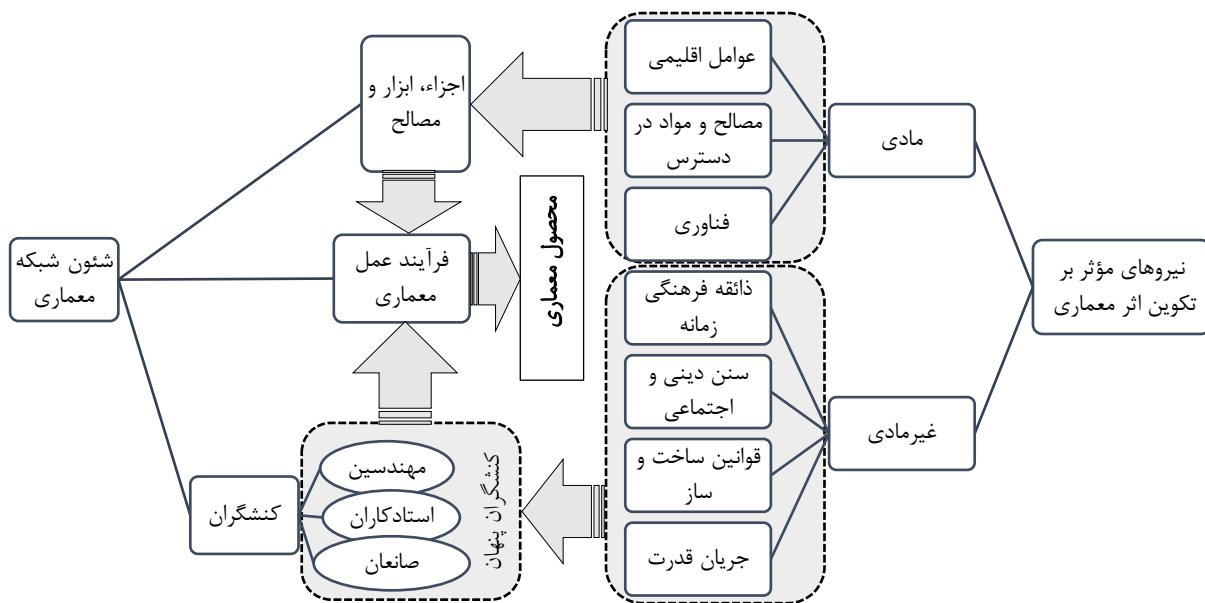 نیروهای مؤثر بر
تکوین اثر معماری
مادی
عوامل اقلیمی
مصالح و مواد در
دسترس
فناوری
غیرمادی
ذائقه فرهنگی
زمانه
سنن دینی و
اجتماعی
قوانین ساخت و
ساز
جریان قدرت
اجزاء، ابزار و
مصالح
فرآیند عمل
معماری
محصول معماری
کنشگران پنهان
مهندسین
استادکاران
صانعان
کنشگران
شئون شبکه
معماری